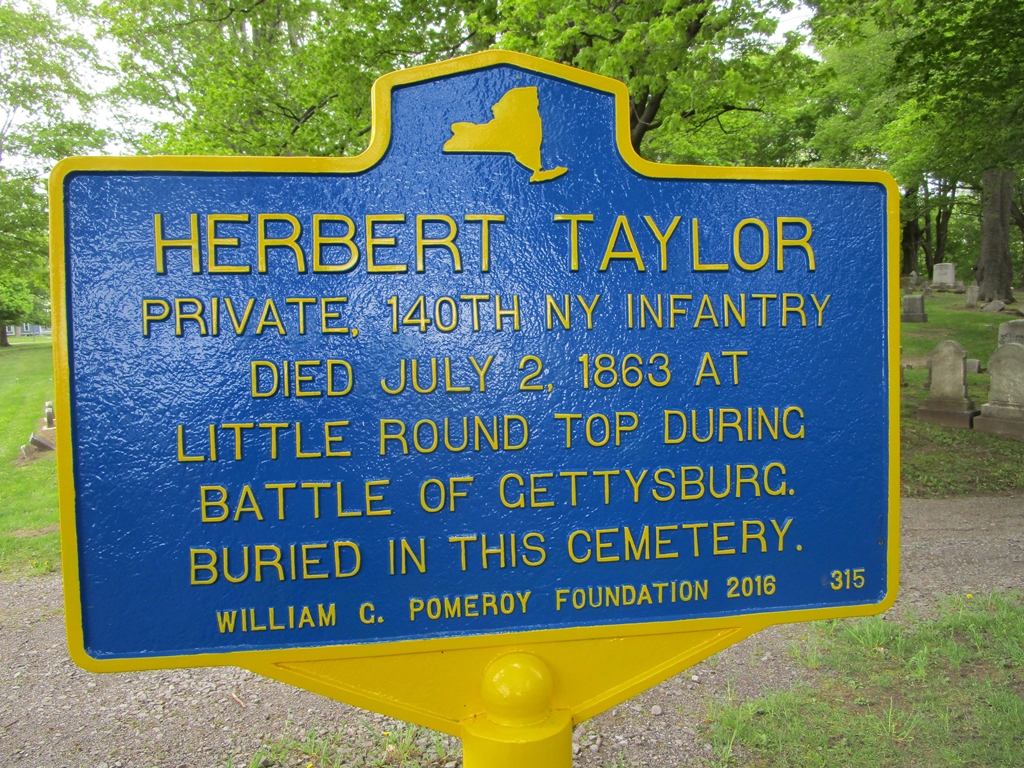 HERBERT TAYLOR
PRIVATE, 140TH NY INFANTRY
DIED JULY 2, 1863 AT
LITTLE ROUND TOP DURING
BATTLE OF GETTYSBURG.
BURIED IN THIS CEMETERY.
WILLIAM G. POMEROY FOUNDATION 2016 315